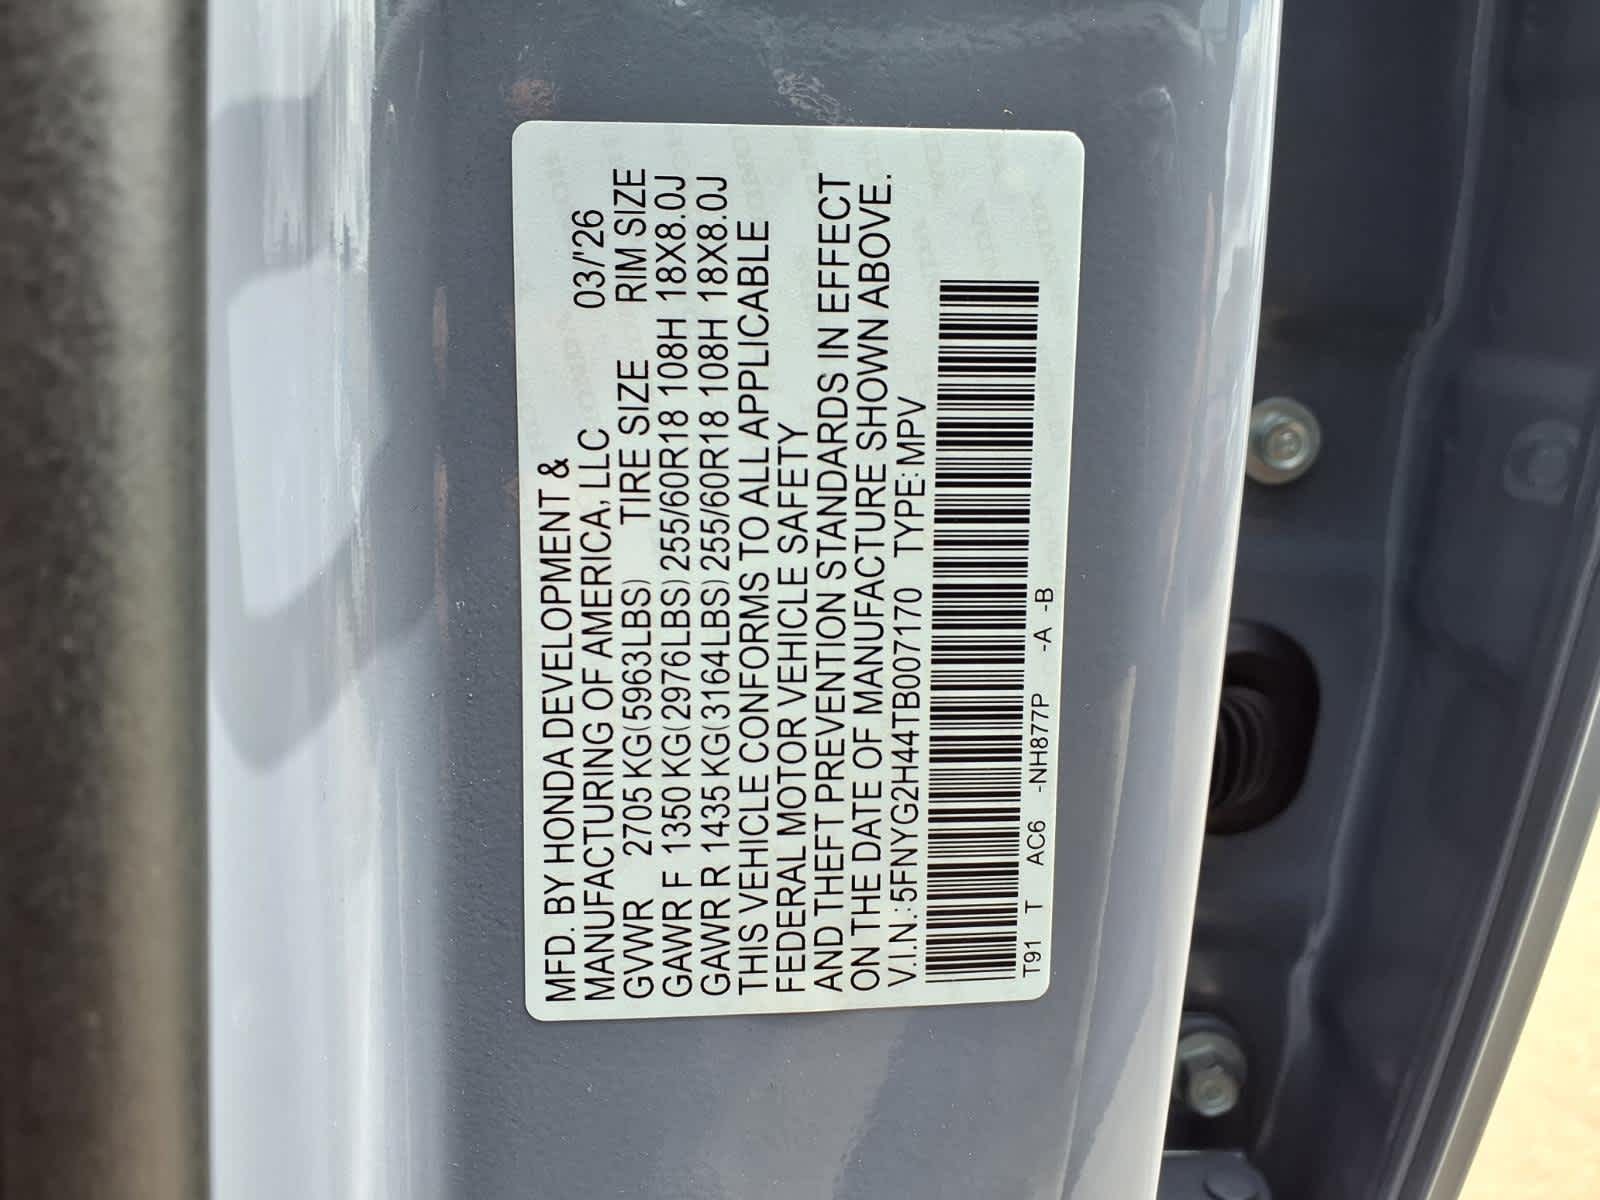 MFD. BY HONDA DEVELOPMENT &
MANUFACTURING OF AMERICA, LLC 03/'26
GVWR 2705 KG(5963LBS) TIRE SIZE RIM SIZE
GAWR F 1350 KG(2976LBS) 255/60R18 108H 18X8.0J
GAWR R 1435 KG(3164LBS) 255/60R18 108H 18X8.0J
THIS VEHICLE CONFORMS TO ALL APPLICABLE
FEDERAL MOTOR VEHICLE SAFETY
AND THEFT PREVENTION STANDARDS IN EFFECT
ON THE DATE OF MANUFACTURE SHOWN ABOVE.
V.I.N.: 5FNYG2H44TB007170 TYPE: MPV
T91 T AC6 -NH877P -A -B